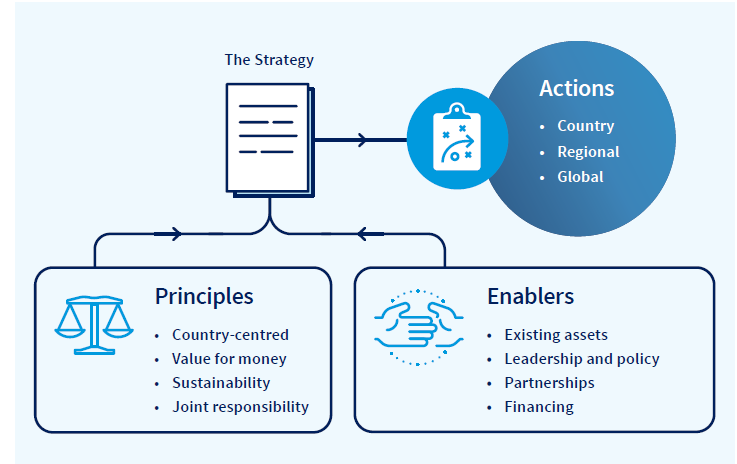 The Strategy
Actions
• Country
• Regional
• Global
Principles
• Country-centred
• Value for money
• Sustainability
• Joint responsibility
Enablers
• Existing assets
• Leadership and policy
• Partnerships
• Financing